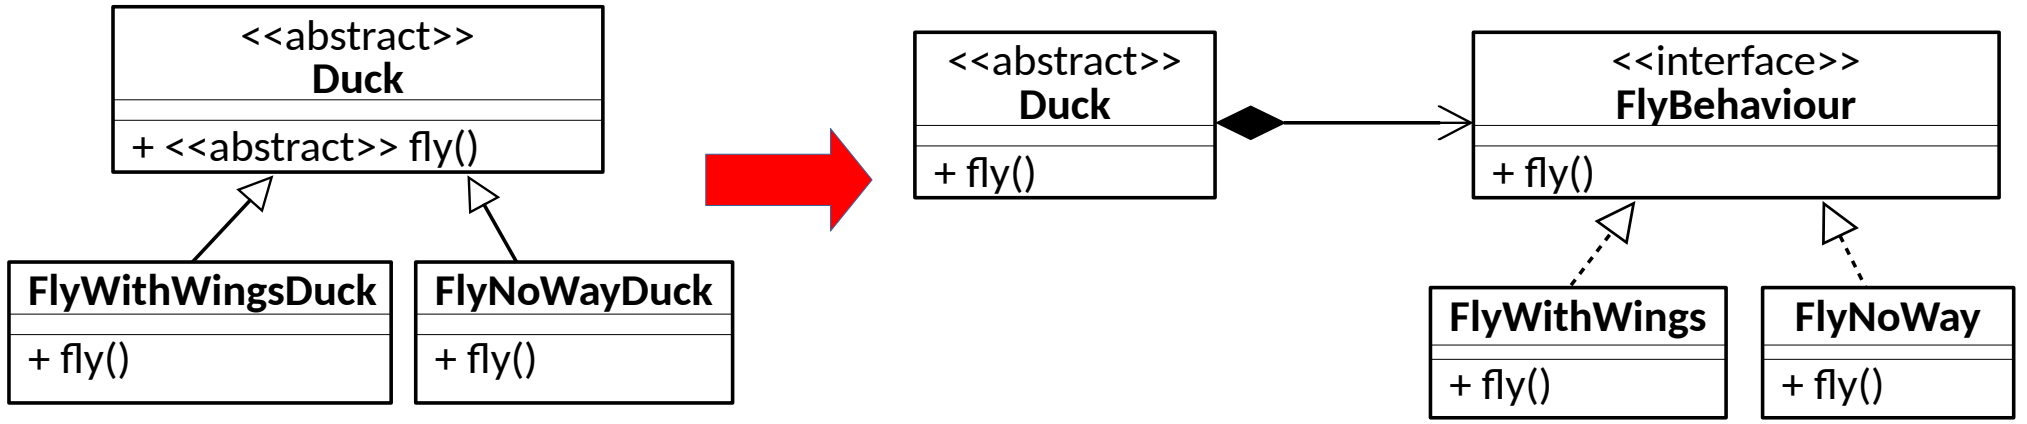 <<abstract>>
Duck
+ <<abstract>> fly()
FlyWithWingsDuck
+ fly()
FlyNoWayDuck
+ fly()
<<abstract>>
Duck
+ fly()
<<interface>>
FlyBehaviour
+ fly()
FlyWithWings
+ fly()
FlyNoWay
+ fly()